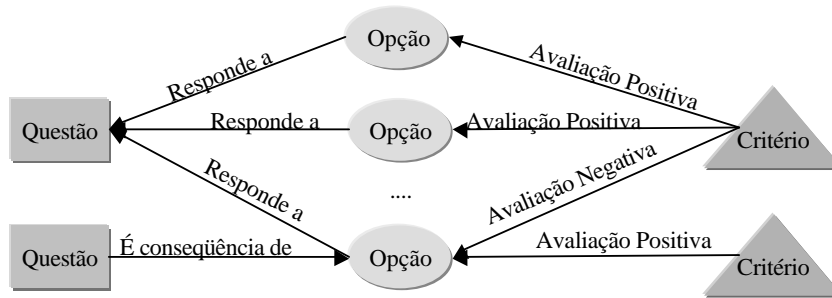 Opção
Responde a
Avaliação Positiva
Questão
Responde a
Opção
Avaliação Positiva
Critério
Responde a
....
Avaliação Negativa
Questão
É conseqüência de
Opção
Avaliação Positiva
Critério